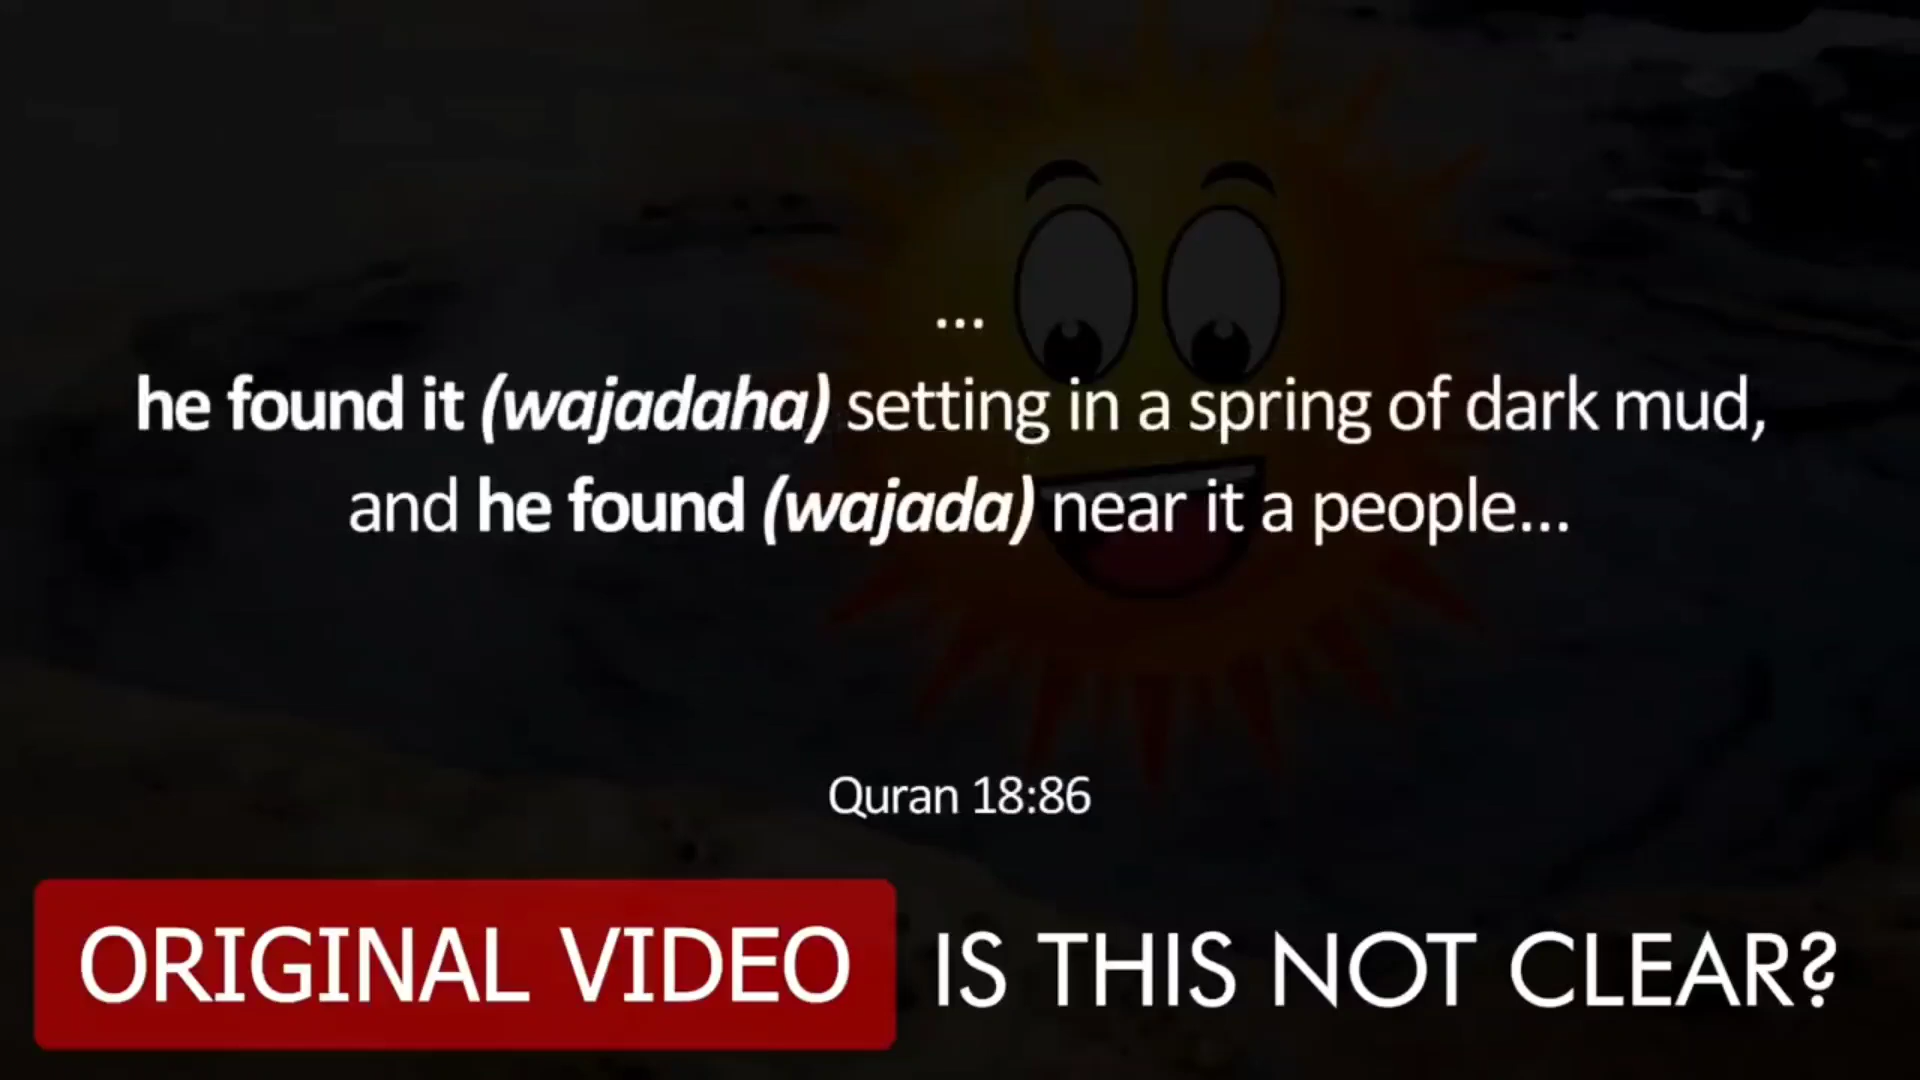 ...
he found it (wajadaha) setting in a spring of dark mud,
and he found (wajada) near it a people...
Quran 18:86
ORIGINAL VIDEO IS THIS NOT CLEAR?